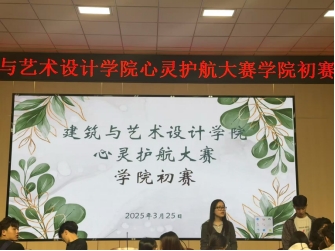 与艺术设计学院心灵护航大赛学院初赛
建筑与艺术设计学院
心灵护航大赛
学院初赛
2025年3月25日